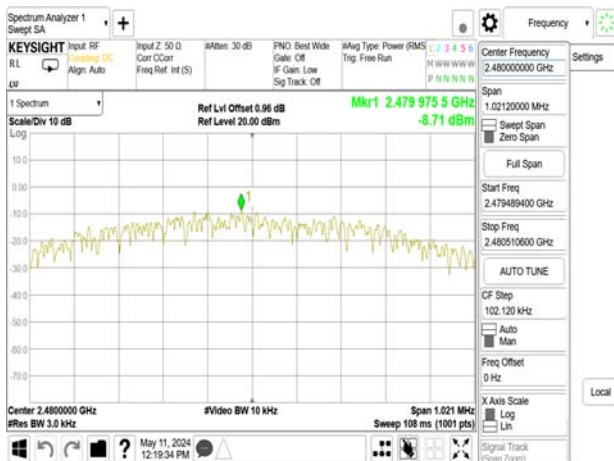 Spectrum Analyzer 1
Swept SA
+
Frequency
KEYSIGHT
Input: RF
Coupling: DC
Align: Auto
Input Z: 50 Ω
Corr CCorr
Freq Ref: Int (S)
#Atten: 30 dB
PNO: Best Wide
Gate: Off
IF Gain: Low
Sig Track: Off
#Avg Type: Power (RMS
Trig: Free Run
1 2 3 4 5 6
M W W W W W
P N N N N N
RL
LVI
1 Spectrum
Scale/Div 10 dB
Log
Ref Lvl Offset 0.96 dB
Ref Level 20.00 dBm
Mkr1 2.479 975 5 GHz
-8.71 dBm
10.0
0.00
-10.0
-20.0
-30.0
-40.0
-50.0
-60.0
-70.0
1
Center 2.4800000 GHz
#Res BW 3.0 kHz
#Video BW 10 kHz
Span 1.021 MHz
Sweep 108 ms (1001 pts)
May 11, 2024
12:19:34 PM
Center Frequency
2.480000000 GHz
Span
1.02120000 MHz
Swept Span
Zero Span
Full Span
Start Freq
2.479489400 GHz
Stop Freq
2.480510600 GHz
AUTO TUNE
CF Step
102.120 kHz
Auto
Man
Freq Offset
0 Hz
X Axis Scale
Log
Lin
Signal Track
(Span Zoom)
Settings
Local